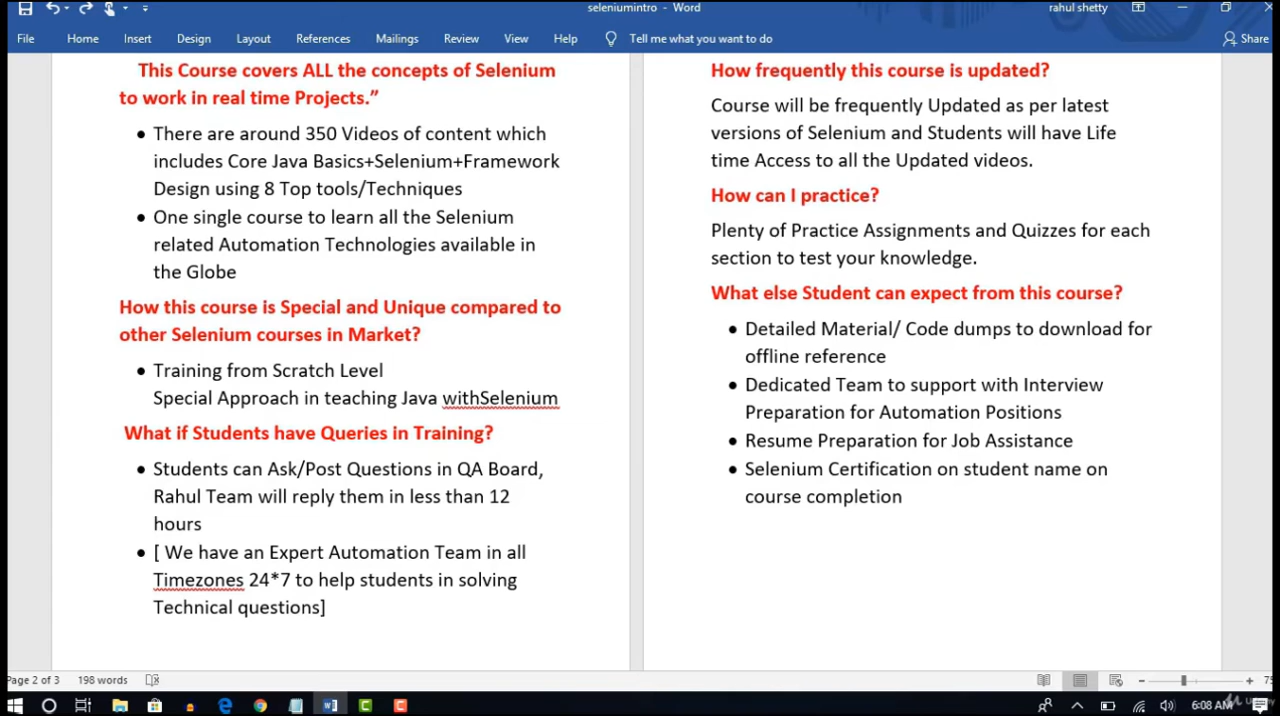 seleniumintro - Word
rahul shetty
File Home Insert Design Layout References Mailings Review View Help Tell me what you want to do Share
This Course covers ALL the concepts of Selenium
to work in real time Projects.”
• There are around 350 Videos of content which
includes Core Java Basics+Selenium+Framework
Design using 8 Top tools/Techniques
• One single course to learn all the Selenium
related Automation Technologies available in
the Globe
How this course is Special and Unique compared to
other Selenium courses in Market?
• Training from Scratch Level
Special Approach in teaching Java withSelenium
What if Students have Queries in Training?
• Students can Ask/Post Questions in QA Board,
Rahul Team will reply them in less than 12
hours
• [ We have an Expert Automation Team in all
Timezones 24*7 to help students in solving
Technical questions]
How frequently this course is updated?
Course will be frequently Updated as per latest
versions of Selenium and Students will have Life
time Access to all the Updated videos.
How can I practice?
Plenty of Practice Assignments and Quizzes for each
section to test your knowledge.
What else Student can expect from this course?
• Detailed Material/ Code dumps to download for
offline reference
• Dedicated Team to support with Interview
Preparation for Automation Positions
• Resume Preparation for Job Assistance
• Selenium Certification on student name on
course completion
Page 2 of 3 198 words
6:08 AM